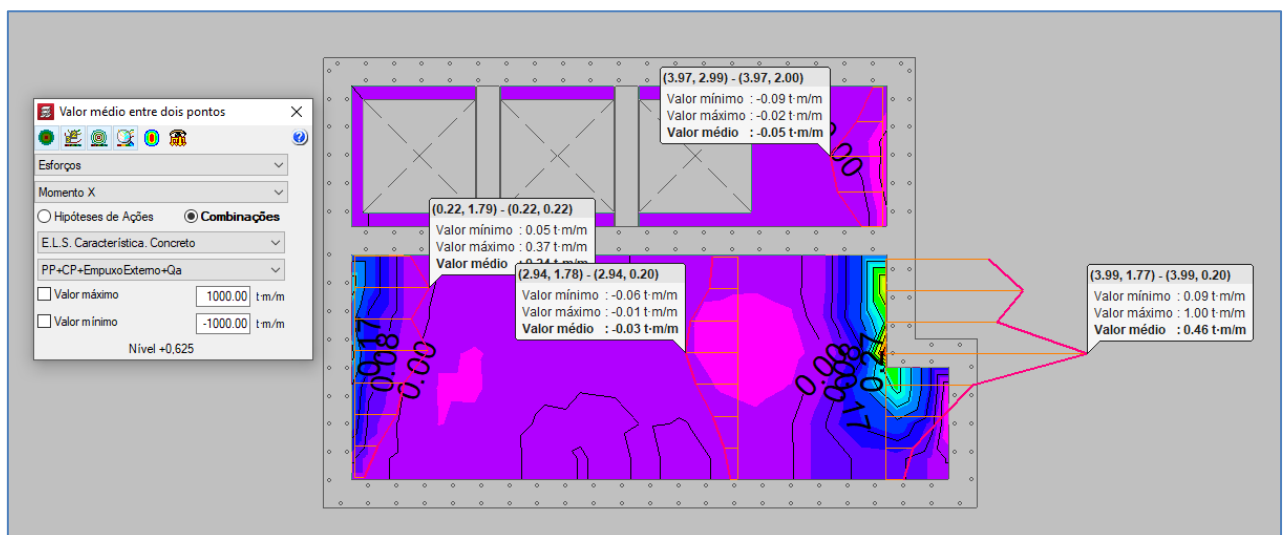 Valor médio entre dois pontos
Esforços
Momento X
Hipóteses de Ações
Combinações
E.L.S. Característica. Concreto
PP+CP+EmpuxoExterno+Qa
Valor máximo
1000.00 t·m/m
Valor mínimo
-1000.00 t·m/m
Nível +0,625
(3.97, 2.99) - (3.97, 2.00)
Valor mínimo : -0.09 t·m/m
Valor máximo : -0.02 t·m/m
Valor médio : -0.05 t·m/m
(0.22, 1.79) - (0.22, 0.22)
Valor mínimo : 0.05 t·m/m
Valor máximo : 0.37 t·m/m
Valor médio
(2.94, 1.78) - (2.94, 0.20)
Valor mínimo : -0.06 t·m/m
Valor máximo : -0.01 t·m/m
Valor médio : -0.03 t·m/m
(3.99, 1.77) - (3.99, 0.20)
Valor mínimo : 0.09 t·m/m
Valor máximo : 1.00 t·m/m
Valor médio : 0.46 t·m/m
0.17
0.08
0.00
0.00
0.08
0.27